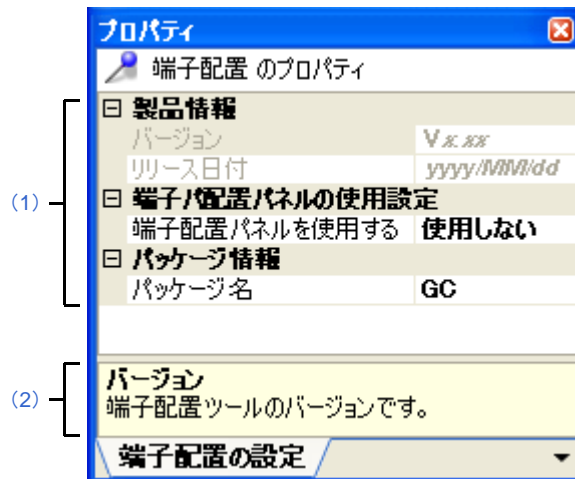 プロパティ
端子配置 のプロパティ
(1)
製品情報
バージョン Vx.xx
リリース日付 yyyy/MM/dd
端子パ配置パネルの使用設定
端子配置パネルを使用する 使用しない
パッケージ情報
パッケージ名 GC
(2)
バージョン
端子配置ツールのバージョンです。
端子配置の設定